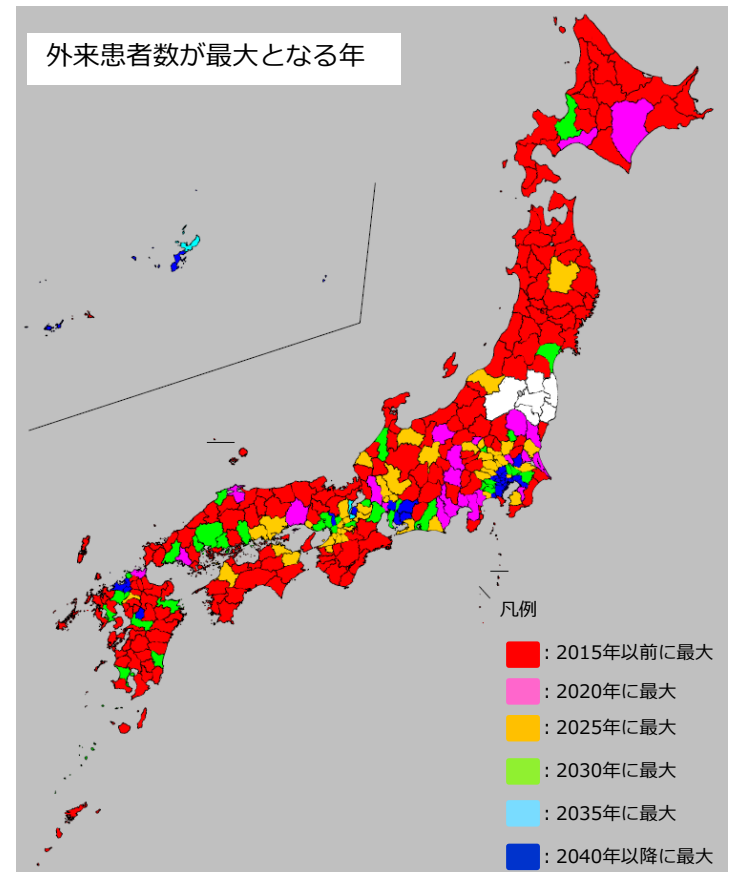 外来患者数が最大となる年
凡例
：2015年以前に最大
：2020年に最大
：2025年に最大
：2030年に最大
：2035年に最大
：2040年以降に最大